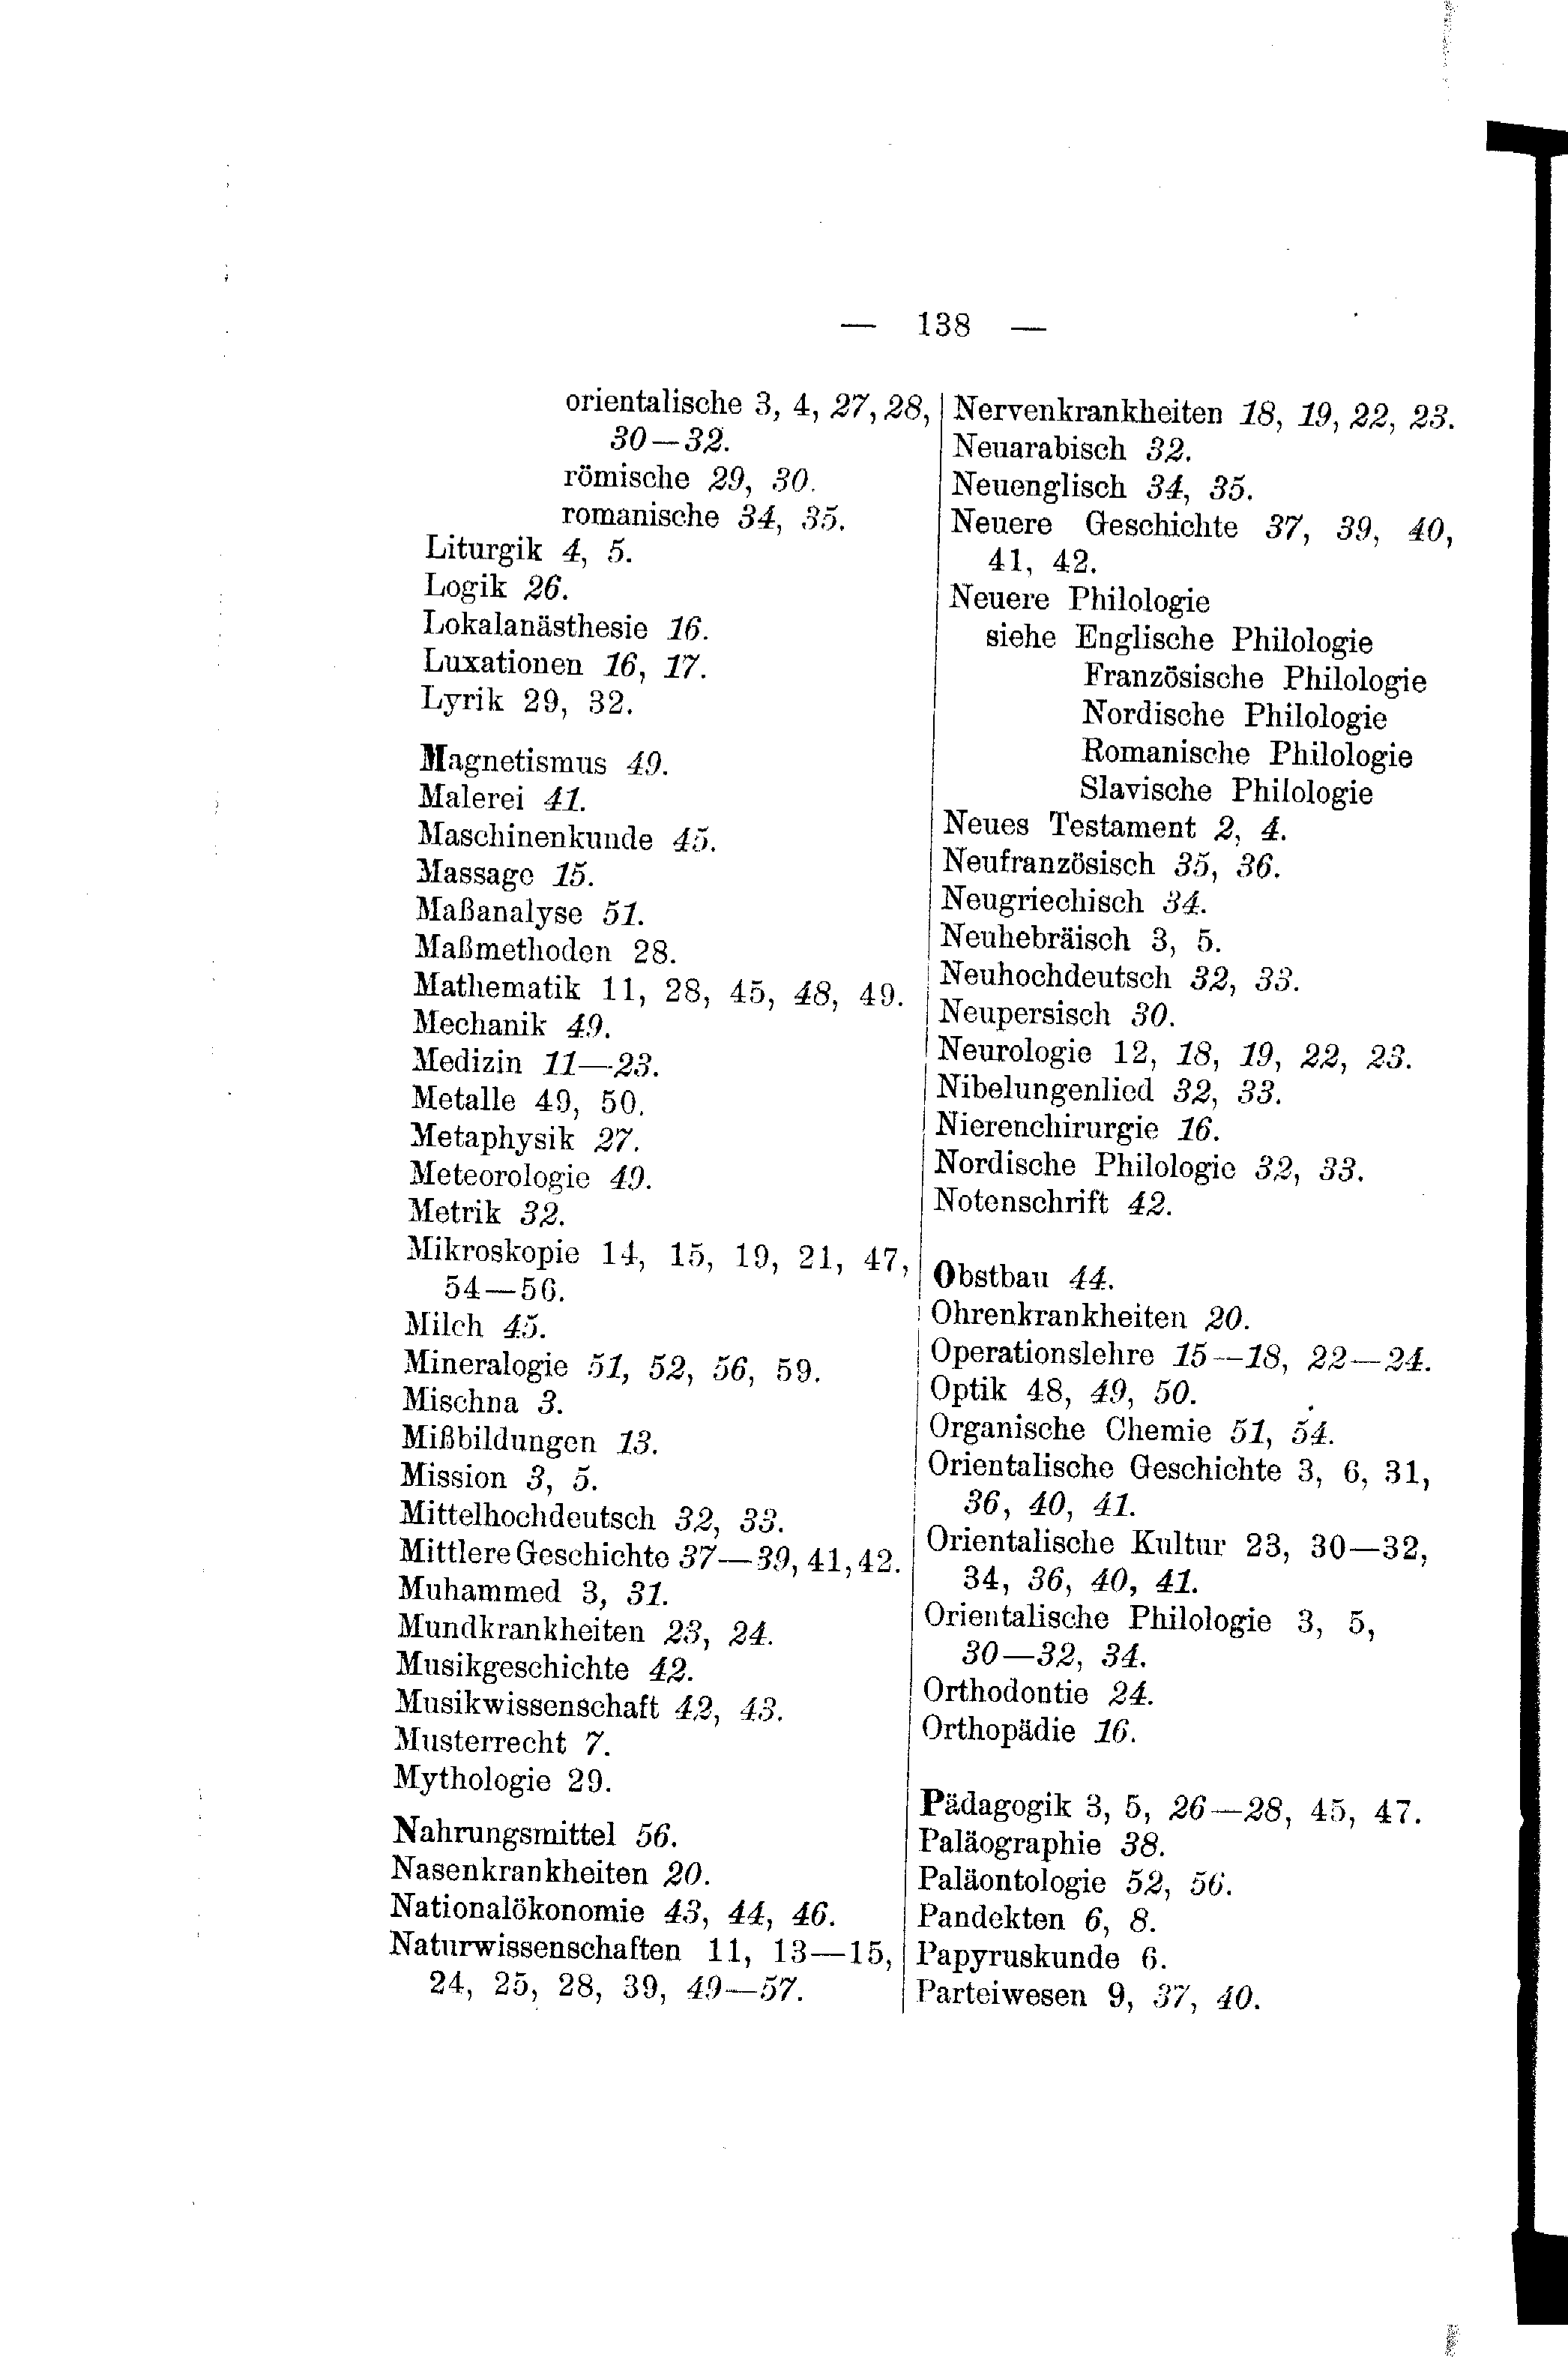 — 138 —
orientalische 3, 4, 27, 28,
30—32.
römische 29, 30.
romanische 34, 35.
Liturgik 4, 5.
Logik 26.
Lokalanästhesie 16.
Luxationen 16, 17.
Lyrik 29, 32.
Magnetismus 49.
Malerei 41.
Maschinenkunde 45.
Massage 15.
Maßanalyse 51.
Maßmethoden 28.
Mathematik 11, 28, 45, 48, 49.
Mechanik 49.
Medizin 11—23.
Metalle 49, 50.
Metaphysik 27.
Meteorologie 49.
Metrik 32.
Mikroskopie 14, 15, 19, 21, 47,
54—56.
Milch 45.
Mineralogie 51, 52, 56, 59.
Mischna 3.
Mißbildungen 13.
Mission 3, 5.
Mittelhochdeutsch 32, 33.
Mittlere Geschichte 37—39, 41, 42.
Muhammed 3, 31.
Mundkrankheiten 23, 24.
Musikgeschichte 42.
Musikwissenschaft 42, 43.
Musterrecht 7.
Mythologie 29.
Nahrungsmittel 56.
Nasenkrankheiten 20.
Nationalökonomie 43, 44, 46.
Naturwissenschaften 11, 13—15,
24, 25, 28, 39, 49—57.
Nervenkrankheiten 18, 19, 22, 23.
Neuarabisch 32.
Neuenglisch 34, 35.
Neuere Geschichte 37, 39, 40,
41, 42.
Neuere Philologie
siehe Englische Philologie
Französische Philologie
Nordische Philologie
Romanische Philologie
Slavische Philologie
Neues Testament 2, 4.
Neufranzösisch 35, 36.
Neugriechisch 34.
Neuhebräisch 3, 5.
Neuhochdeutsch 32, 33.
Neupersisch 30.
Neurologie 12, 18, 19, 22, 23.
Nibelungenlied 32, 33.
Nierenchirurgie 16.
Nordische Philologie 32, 33.
Notenschrift 42.
Obstbau 44.
Ohrenkrankheiten 20.
Operationslehre 15—18, 22—24.
Optik 48, 49, 50.
Organische Chemie 51, 54.
Orientalische Geschichte 3, 6, 31,
36, 40, 41.
Orientalische Kultur 23, 30—32,
34, 36, 40, 41.
Orientalische Philologie 3, 5,
30—32, 34.
Orthodontie 24.
Orthopädie 16.
Pädagogik 3, 5, 26—28, 45, 47.
Paläographie 38.
Paläontologie 52, 56.
Pandekten 6, 8.
Papyruskunde 6.
Parteiwesen 9, 37, 40.